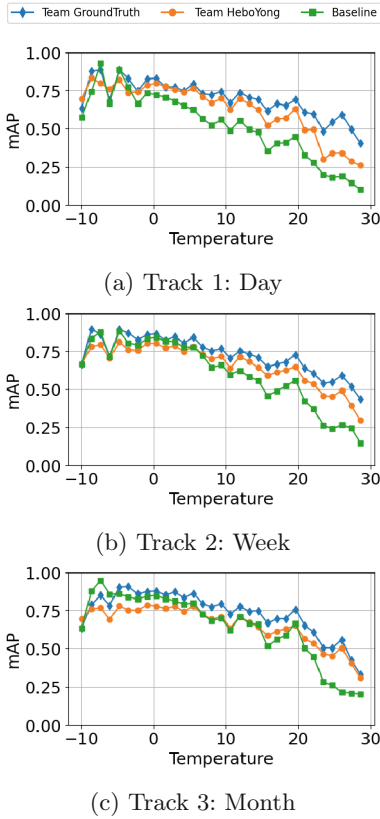 Team GroundTruth Team HeboYong Baseline
1.00
0.75
0.50
0.25
0.00
mAP
−10 0 10 20 30
Temperature
(a) Track 1: Day
1.00
0.75
0.50
0.25
0.00
mAP
−10 0 10 20 30
Temperature
(b) Track 2: Week
1.00
0.75
0.50
0.25
0.00
mAP
−10 0 10 20 30
Temperature
(c) Track 3: Month